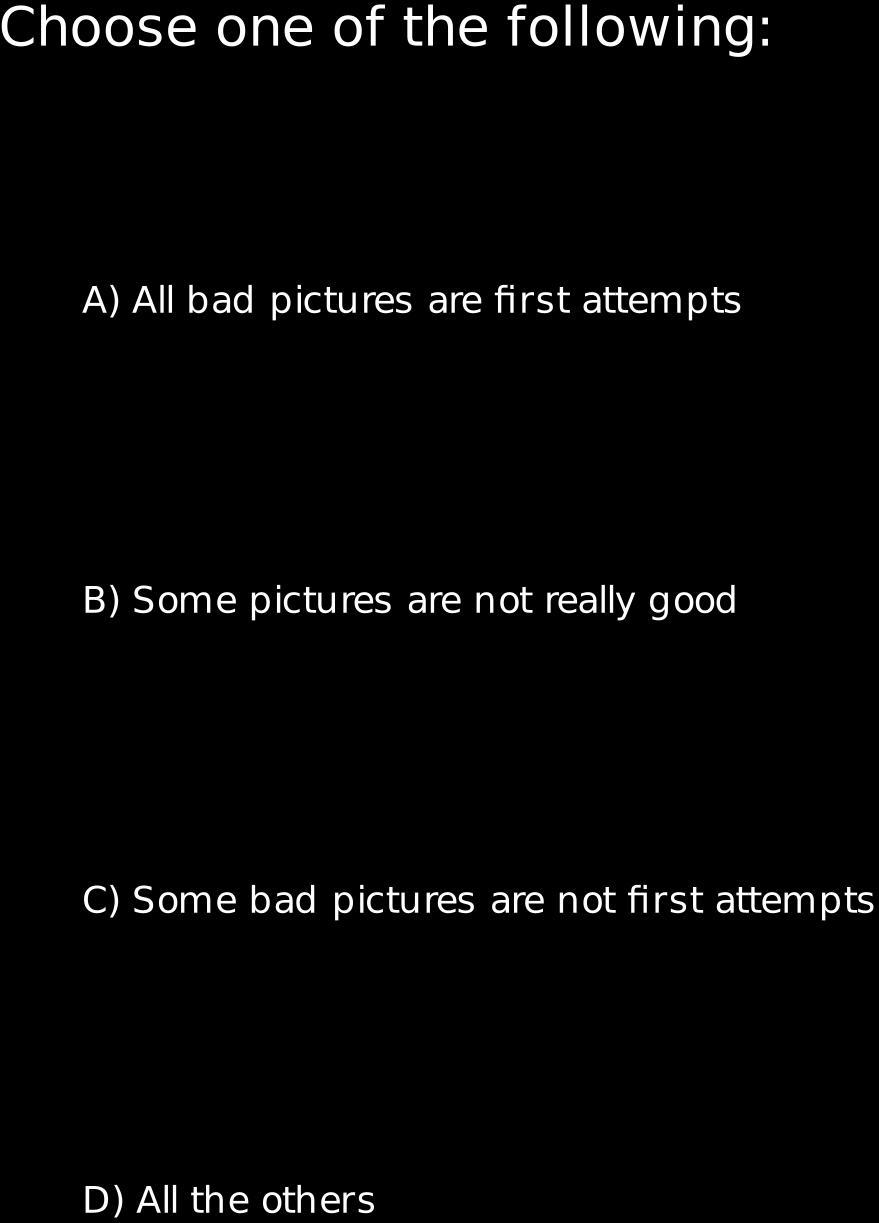 Choose one of the following:
A) All bad pictures are first attempts
B) Some pictures are not really good
C) Some bad pictures are not first attempts
D) All the others